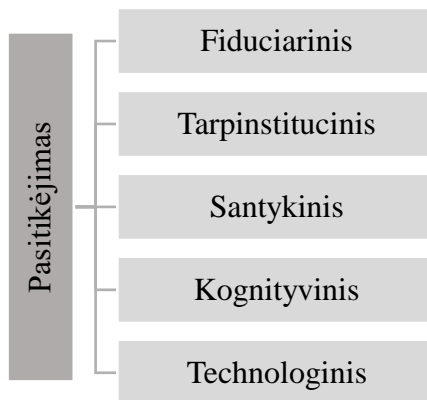 Pasitikėjimas
Fiduciarinis
Tarpinstitucinis
Santykinis
Kognityvinis
Technologinis